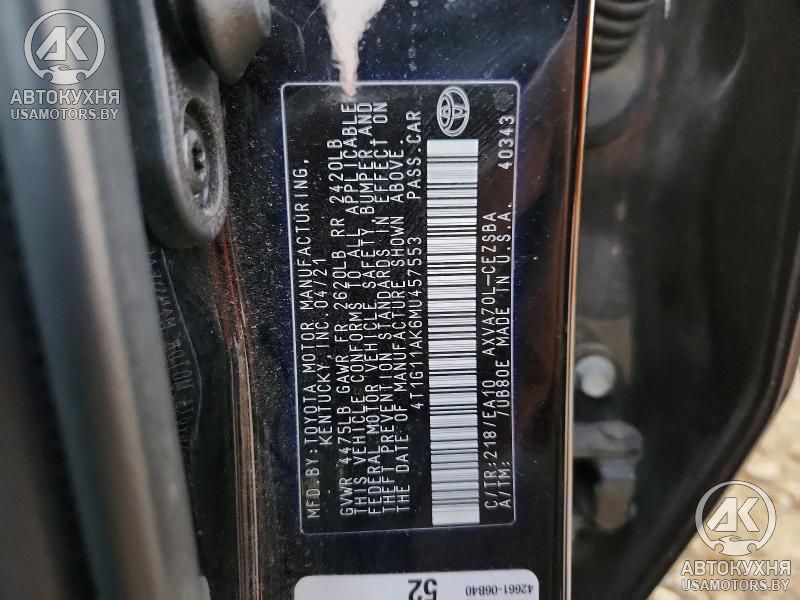 АВТОКУХНЯ
USAMOTORS.BY
MFD.BY:TOYOTA MOTOR MANUFACTURING,
KENTUCKY, INC. 04/21
GVWR 4475LB GAWR FR 2620LB RR 2420LB
THIS VEHICLE CONFORMS TO ALL APPLICABLE
FEDERAL MOTOR VEHICLE SAFETY, BUMPER AND
THEFT PREVENTION STANDARDS IN EFFECT ON
THE DATE OF MANUFACTURE SHOWN ABOVE.
4T1G11AK6MU457553 PASS.CAR
C/TR:218/EA10 AXVA70L-CEZSBA
A/TM: /UB80E MADE IN U.S.A. 40343
52
42661-06B40
АВТОКУХНЯ
USAMOTORS.BY